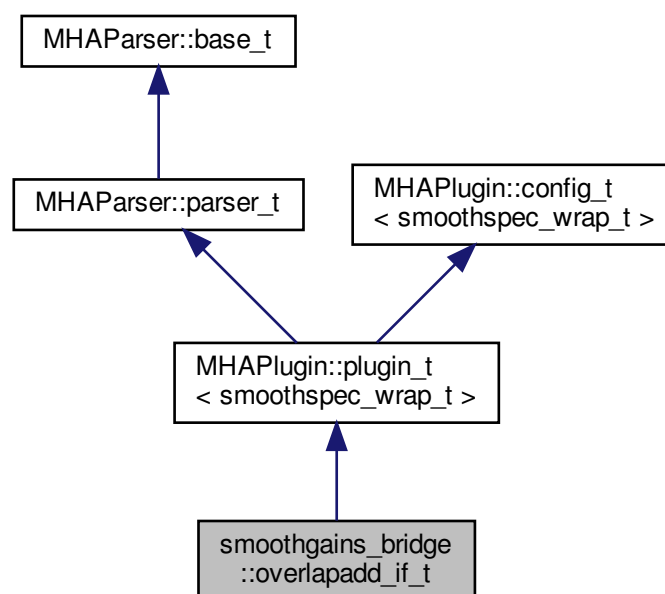 MHAParser::base_t
MHAParser::parser_t
MHAPlugin::config_t
< smoothspec_wrap_t >
MHAPlugin::plugin_t
< smoothspec_wrap_t >
smoothgains_bridge
::overlapadd_if_t